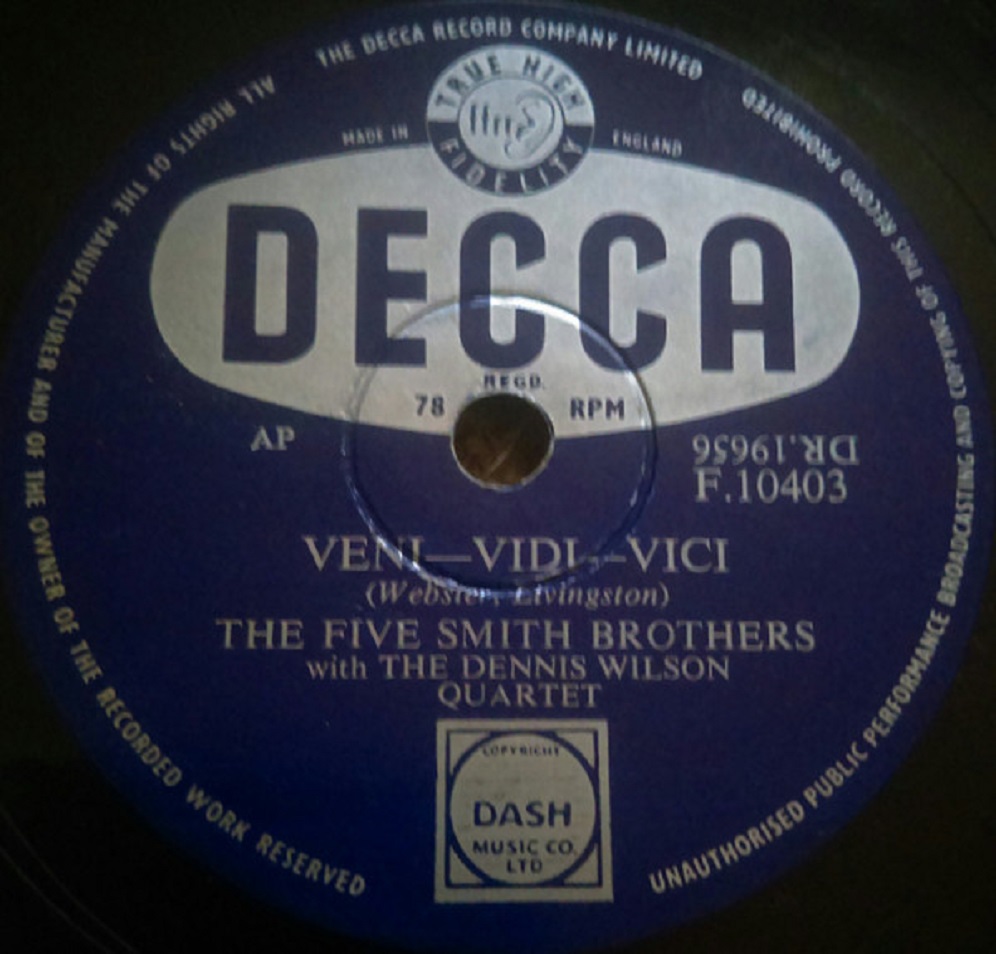 THE DECCA RECORD COMPANY LIMITED
ALL RIGHTS OF THE MANUFACTURER AND OF THE OWNER OF THE RECORDED WORK RESERVED
UNAUTHORISED PUBLIC PERFORMANCE BROADCASTING AND COPYING OF THIS RECORD PROHIBITED
TRUE HIGH
FIDELITY
MADE IN ENGLAND
DECCA
REGD.
78 RPM
AP
DR.19656
F.10403
VENI—VIDI—VICI
(Webster, Livingston)
THE FIVE SMITH BROTHERS
with THE DENNIS WILSON
QUARTET
COPYRIGHT
DASH
MUSIC CO.
LTD